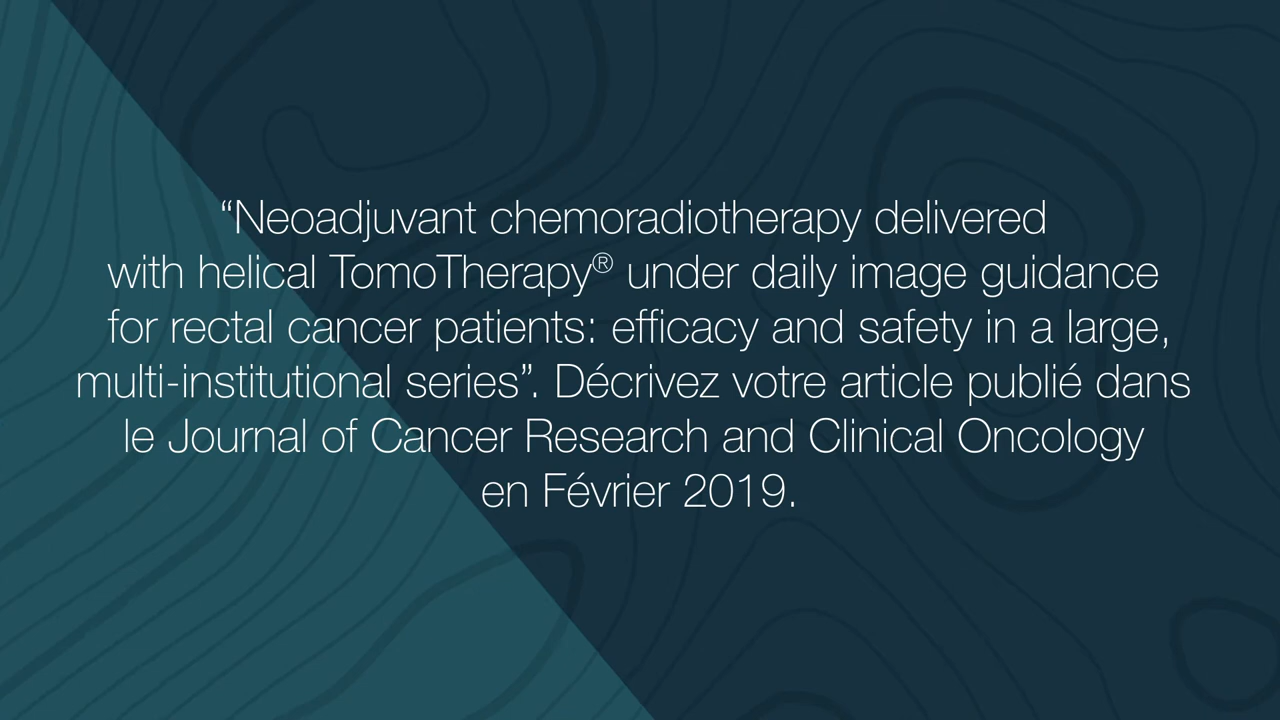 “Neoadjuvant chemoradiotherapy delivered
with helical TomoTherapy® under daily image guidance
for rectal cancer patients: efficacy and safety in a large,
multi-institutional series”. Décrivez votre article publié dans
le Journal of Cancer Research and Clinical Oncology
en Février 2019.